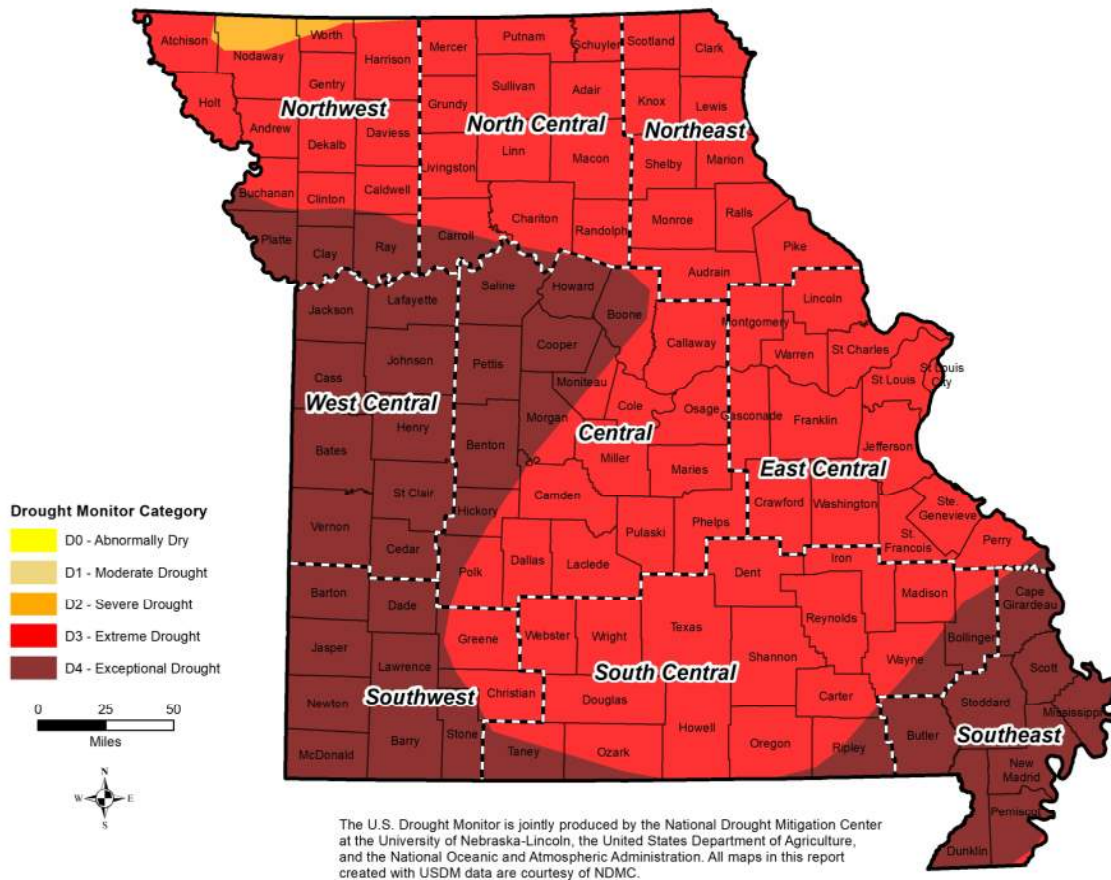 Atchison
Nodaway
Worth
Harrison
Mercer
Putnam
Schuyler
Scotland
Clark
Holt
Gentry
Sullivan
Adair
Grundy
Knox
Lewis
Northwest
North Central
Northeast
Andrew
Dekalb
Daviess
Livingston
Linn
Macon
Shelby
Marion
Buchanan
Clinton
Caldwell
Chariton
Randolph
Monroe
Ralls
Platte
Clay
Ray
Carroll
Audrain
Pike
Jackson
Lafayette
Saline
Howard
Boone
Lincoln
Callaway
Montgomery
Warren
St Charles
St Louis
St Louis
City
Cass
Johnson
Pettis
Cooper
Moniteau
West Central
Morgan
Cole
Osage
Gasconade
Franklin
Jefferson
Henry
Central
Bates
Benton
Miller
Maries
East Central
St Clair
Camden
Crawford
Washington
Ste.
Genevieve
Hickory
Vernon
Cedar
Pulaski
Phelps
St.
Francois
Perry
Polk
Dallas
Laclede
Dent
Iron
Barton
Dade
Madison
Cape
Girardeau
Greene
Webster
Wright
Texas
Reynolds
Bollinger
Jasper
Lawrence
Shannon
Wayne
Scott
South Central
Southwest
Christian
Douglas
Carter
Newton
Stoddard
Mississippi
Howell
Southeast
McDonald
Barry
Stone
Taney
Ozark
Oregon
Ripley
Butler
New
Madrid
Pemiscot
Dunklin
Drought Monitor Category
D0 - Abnormally Dry
D1 - Moderate Drought
D2 - Severe Drought
D3 - Extreme Drought
D4 - Exceptional Drought
0 25 50
Miles
N
W E
S
The U.S. Drought Monitor is jointly produced by the National Drought Mitigation Center
at the University of Nebraska-Lincoln, the United States Department of Agriculture,
and the National Oceanic and Atmospheric Administration. All maps in this report
created with USDM data are courtesy of NDMC.